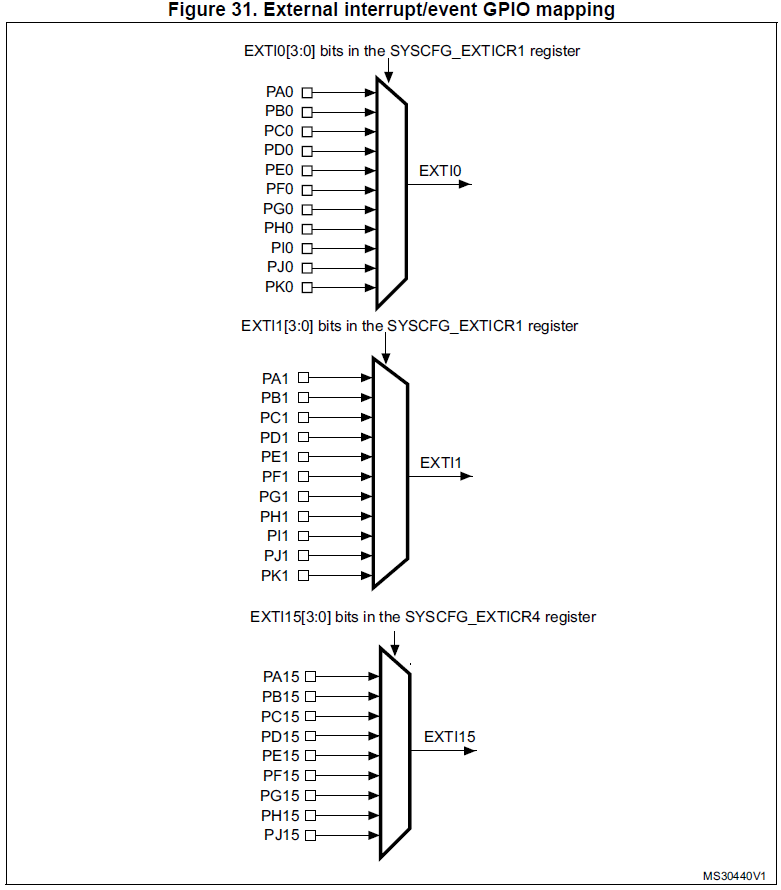 Figure 31. External interrupt/event GPIO mapping
EXTI0[3:0] bits in the SYSCFG_EXTICR1 register
PA0
PB0
PC0
PD0
PE0
EXTI0
PF0
PG0
PH0
PI0
PJ0
PK0
EXTI1[3:0] bits in the SYSCFG_EXTICR1 register
PA1
PB1
PC1
PD1
PE1
EXTI1
PF1
PG1
PH1
PI1
PJ1
PK1
EXTI15[3:0] bits in the SYSCFG_EXTICR4 register
PA15
PB15
PC15
PD15
EXTI15
PE15
PF15
PG15
PH15
PJ15
MS30440V1